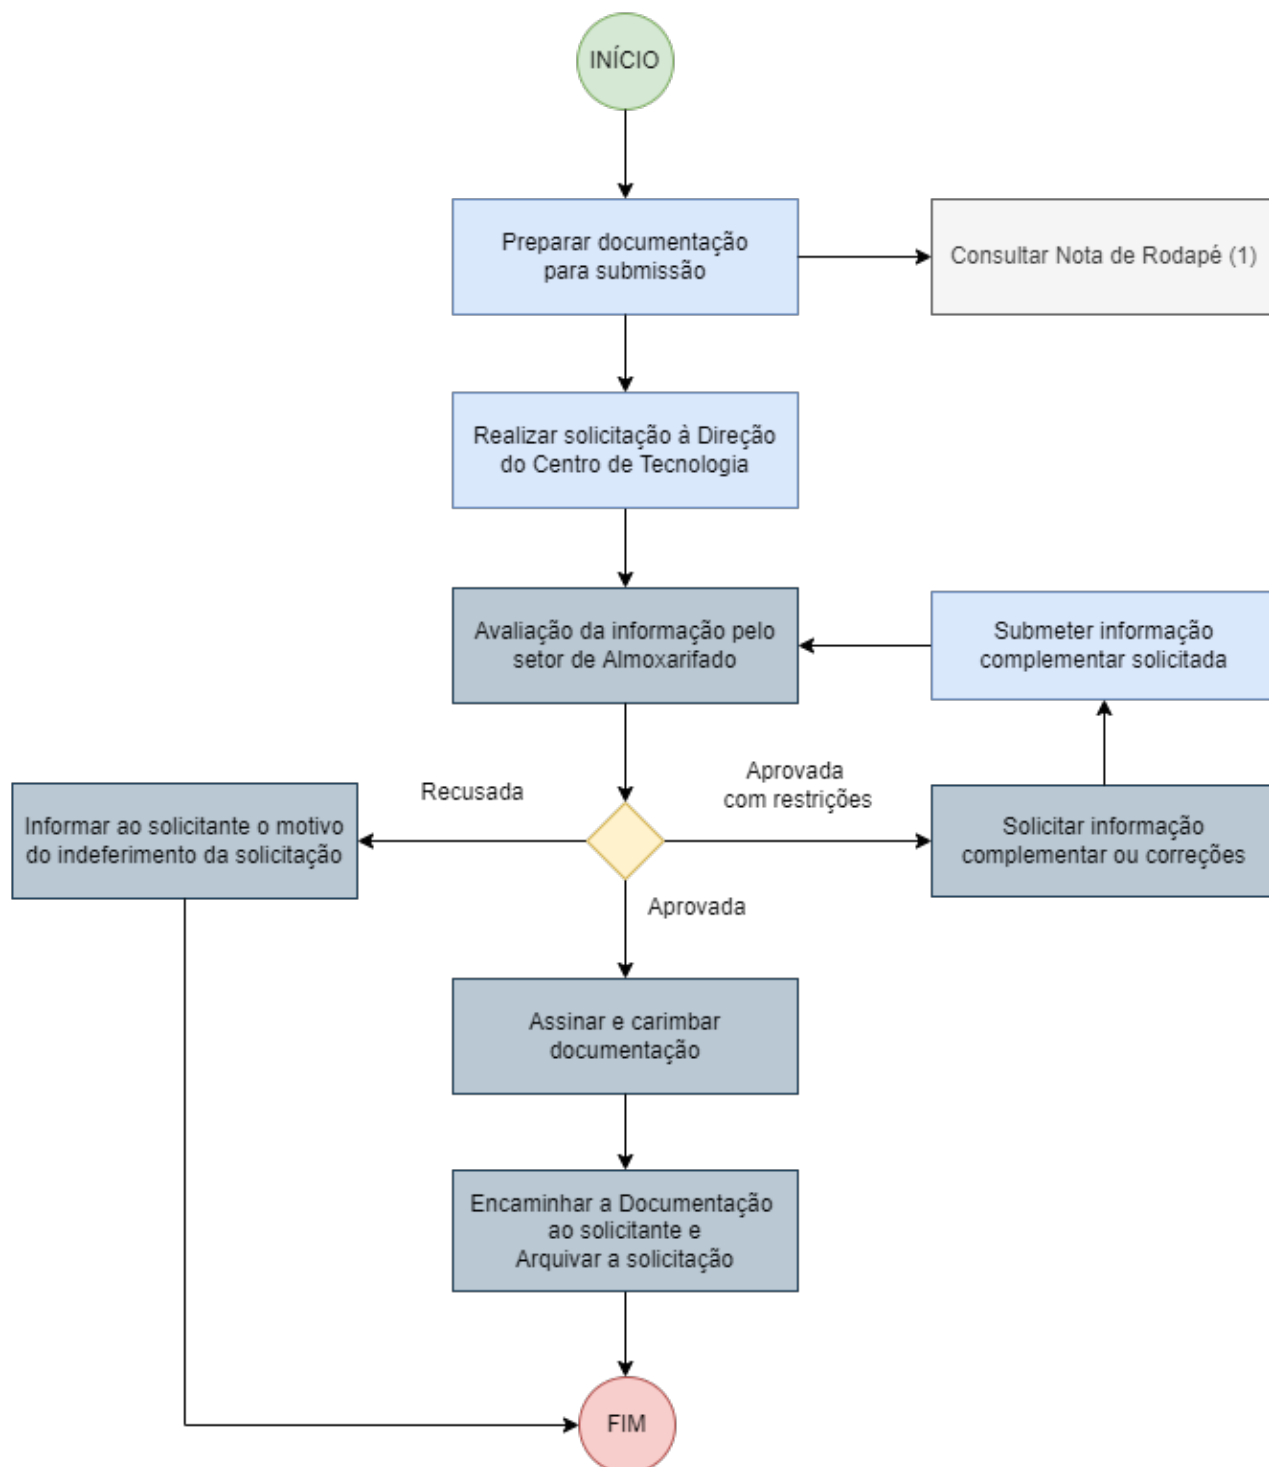 INÍCIO
Preparar documentação
para submissão
Consultar Nota de Rodapé (1)
Realizar solicitação à Direção
do Centro de Tecnologia
Avaliação da informação pelo
setor de Almoxarifado
Submeter informação
complementar solicitada
Recusada
Aprovada
com restrições
Informar ao solicitante o motivo
do indeferimento da solicitação
Solicitar informação
complementar ou correções
Aprovada
Assinar e carimbar
documentação
Encaminhar a Documentação
ao solicitante e
Arquivar a solicitação
FIM